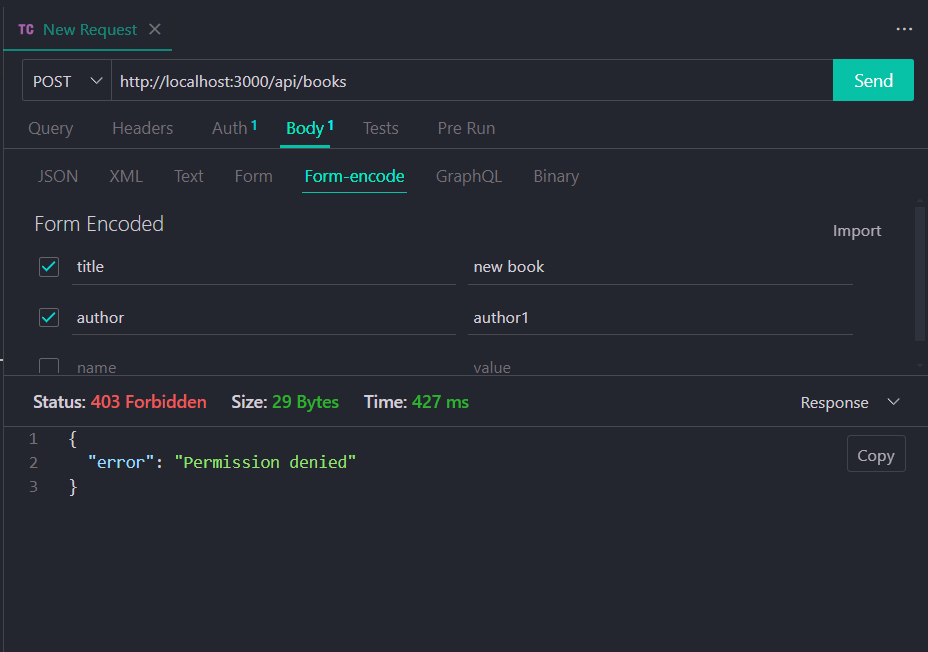 TC New Request
POST http://localhost:3000/api/books Send
Query Headers Auth 1 Body 1 Tests Pre Run
JSON XML Text Form Form-encode GraphQL Binary
Form Encoded
Import
title new book
author author1
name value
Status: 403 Forbidden Size: 29 Bytes Time: 427 ms Response
1 {
2 "error": "Permission denied"
3 }
Copy